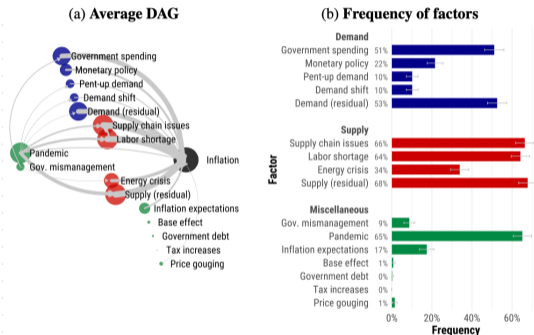 (a) Average DAG
Government spending
Monetary policy
Pent-up demand
Demand shift
Demand (residual)
Supply chain issues
Labor shortage
Pandemic
Inflation
Gov. mismanagement
Energy crisis
Supply (residual)
Inflation expectations
Base effect
Government debt
Tax increases
Price gouging
(b) Frequency of factors
Factor
Demand
Government spending 51%
Monetary policy 22%
Pent-up demand 10%
Demand shift 10%
Demand (residual) 53%
Supply
Supply chain issues 66%
Labor shortage 64%
Energy crisis 34%
Supply (residual) 68%
Miscellaneous
Gov. mismanagement 9%
Pandemic 65%
Inflation expectations 17%
Base effect 1%
Government debt 0%
Tax increases 0%
Price gouging 1%
0% 20% 40% 60%
Frequency